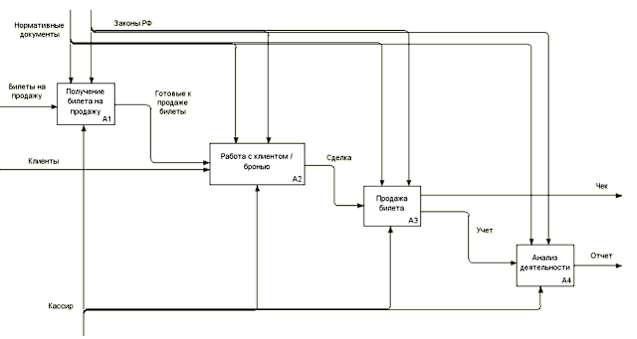 Нормативные
документы
Законы РФ
Билеты на
продажу
Получение
билета на
продажу
A1
Готовые к
продаже
билеты
Клиенты
Работа с клиентом /
бронью
A2
Сделка
Продажа
билета
A3
Чек
Учет
Анализ
деятельности
A4
Отчет
Кассир